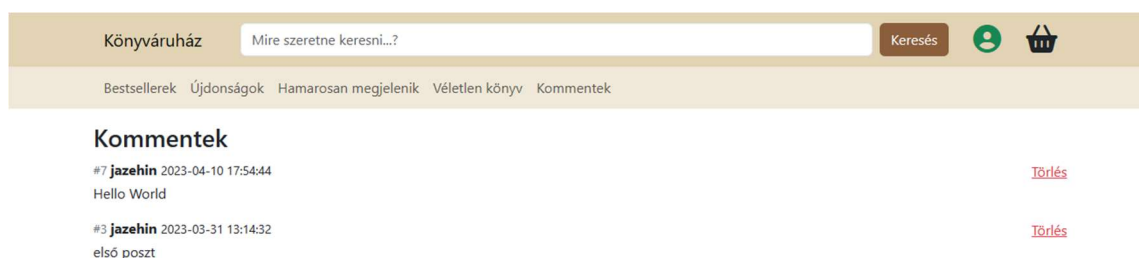 Könyváruház Mire szeretne keresni...? Keresés
Bestsellerek Újdonságok Hamarosan megjelenik Véletlen könyv Kommentek
Kommentek
#7 jazehin 2023-04-10 17:54:44 Törlés
Hello World
#3 jazehin 2023-03-31 13:14:32 Törlés
első poszt